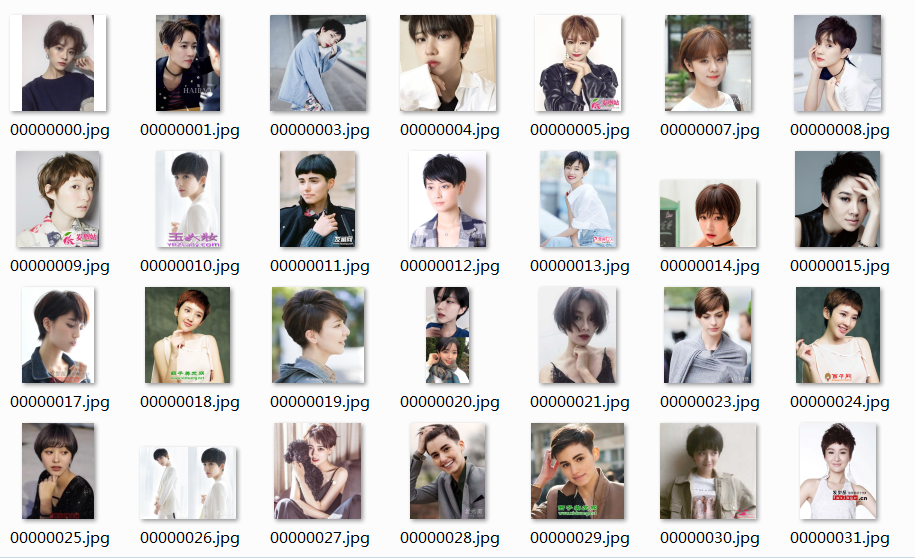 00000000.jpg 00000001.jpg 00000003.jpg 00000004.jpg 00000005.jpg 00000007.jpg 00000008.jpg
00000009.jpg 00000010.jpg 00000011.jpg 00000012.jpg 00000013.jpg 00000014.jpg 00000015.jpg
00000017.jpg 00000018.jpg 00000019.jpg 00000020.jpg 00000021.jpg 00000023.jpg 00000024.jpg
00000025.jpg 00000026.jpg 00000027.jpg 00000028.jpg 00000029.jpg 00000030.jpg 00000031.jpg